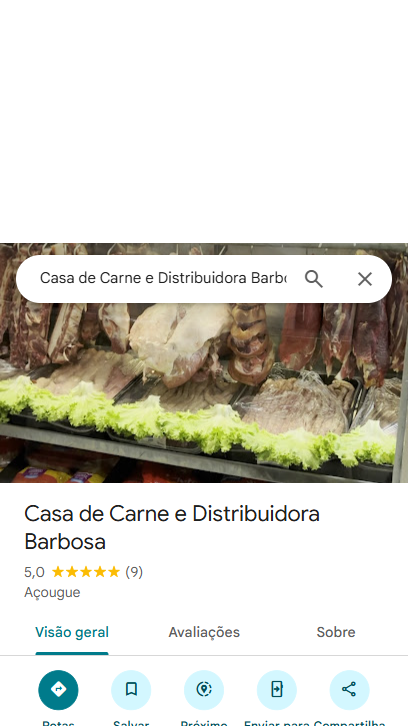 Casa de Carne e Distribuidora Barbo
Casa de Carne e Distribuidora
Barbosa
5,0 ★★★★★ (9)
Açougue
Visão geral Avaliações Sobre
Rotas Salvar Próximo Enviar para Compartilha